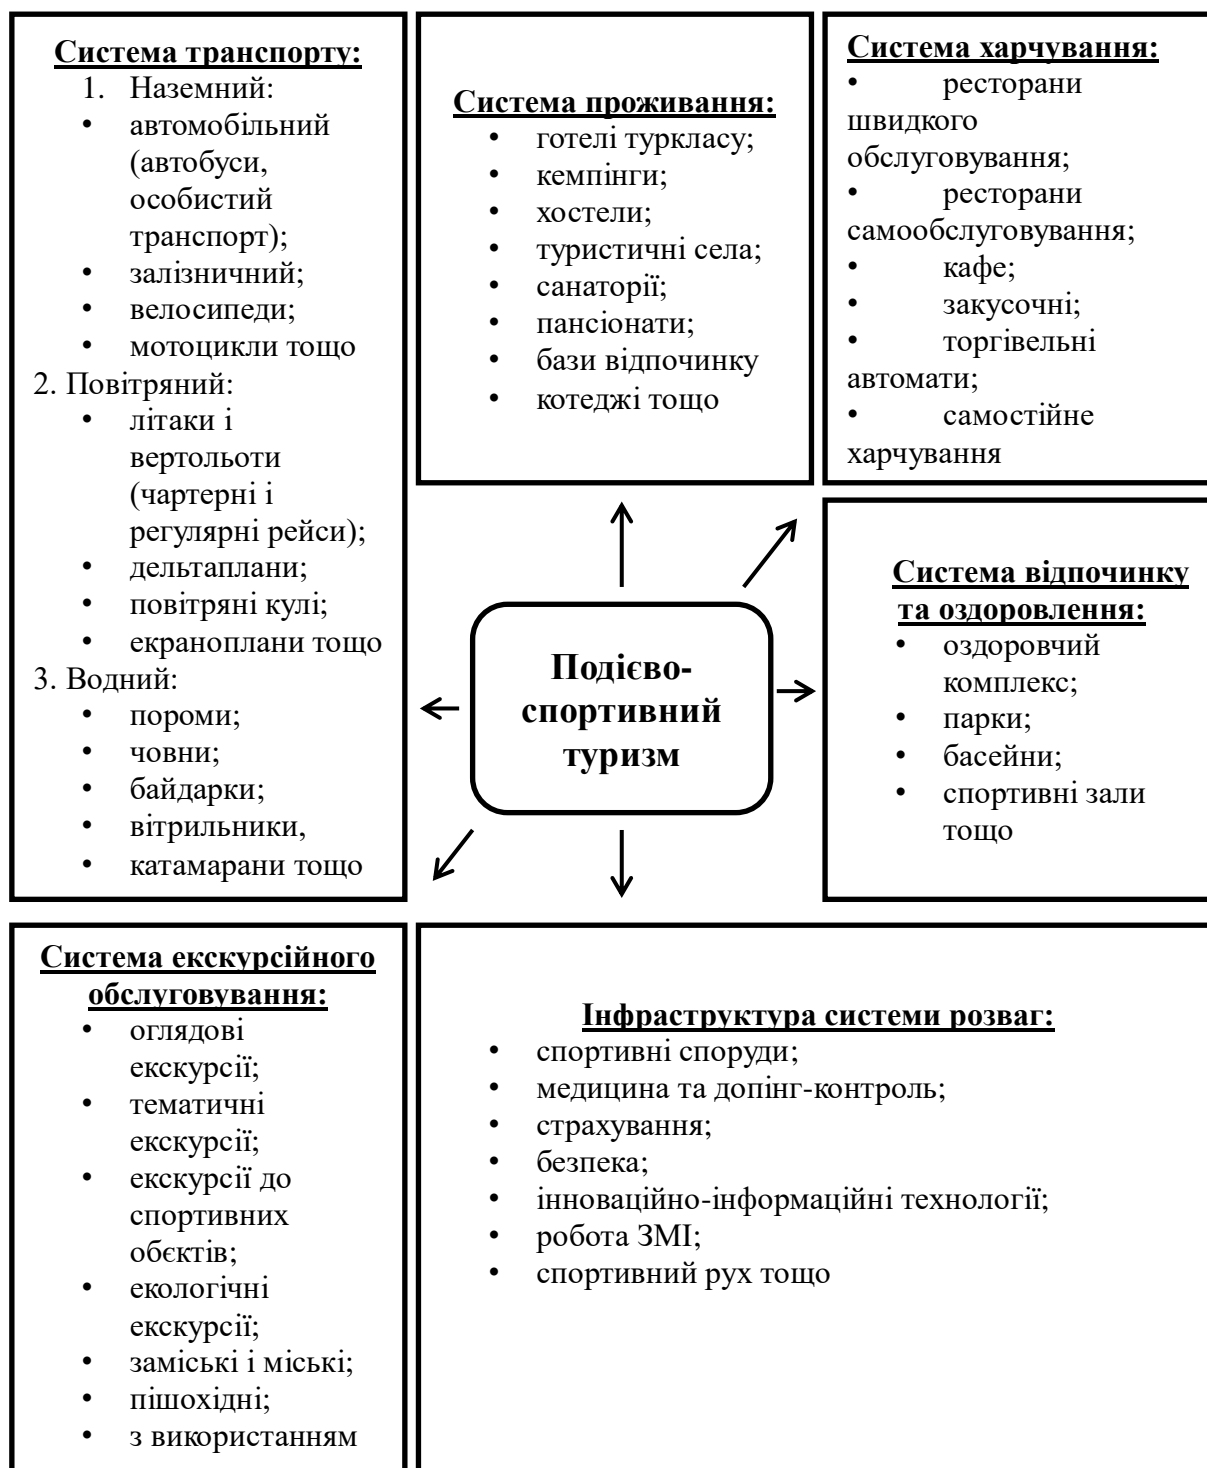 Система транспорту:
1. Наземний:
• автомобільний
(автобуси,
особистий
транспорт);
• залізничний;
• велосипеди;
• мотоцикли тощо
2. Повітряний:
• літаки і
вертольоти
(чартерні і
регулярні рейси);
• дельтаплани;
• повітряні кулі;
• екраноплани тощо
3. Водний:
• пороми;
• човни;
• байдарки;
• вітрильники,
• катамарани тощо
Система проживання:
• готелі туркласу;
• кемпінги;
• хостели;
• туристичні села;
• санаторії;
• пансіонати;
• бази відпочинку
• котеджі тощо
Система харчування:
• ресторани
швидкого
обслуговування;
• ресторани
самообслуговування;
• кафе;
• закусочні;
• торгівельні
автомати;
• самостійне
харчування
Подієво-
спортивний
туризм
Система відпочинку
та оздоровлення:
• оздоровчий
комплекс;
• парки;
• басейни;
• спортивні зали
тощо
Система екскурсійного
обслуговування:
• оглядові
екскурсії;
• тематичні
екскурсії;
• екскурсії до
спортивних
обєктів;
• екологічні
екскурсії;
• заміські і міські;
• пішохідні;
• з використанням
Інфраструктура системи розваг:
• спортивні споруди;
• медицина та допінг-контроль;
• страхування;
• безпека;
• інноваційно-інформаційні технології;
• робота ЗМІ;
• спортивний рух тощо